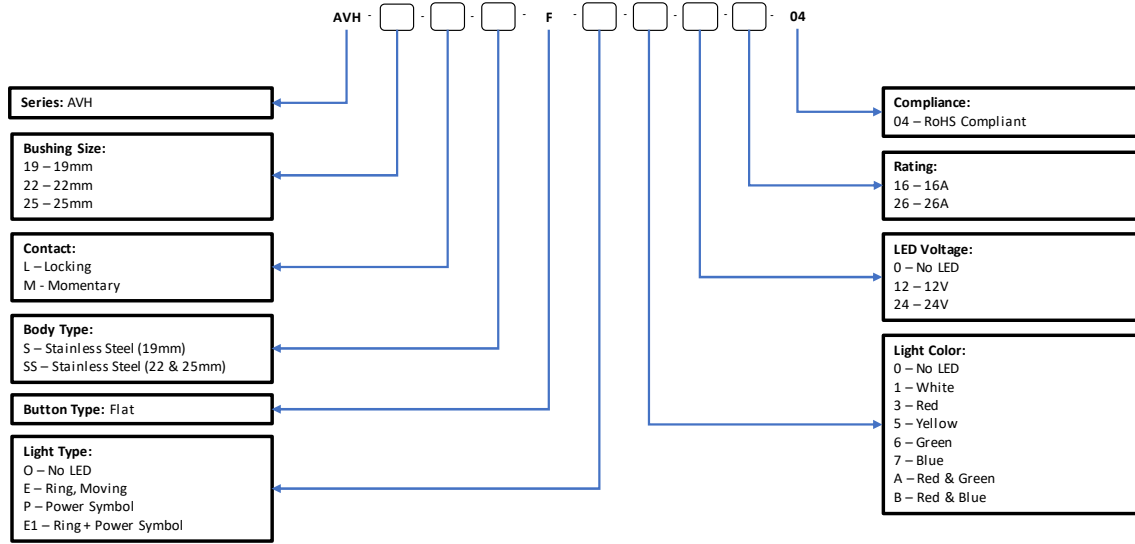 AVH - - - - F - - - - - 04
Series: AVH
Bushing Size:
19 – 19mm
22 – 22mm
25 – 25mm
Contact:
L – Locking
M - Momentary
Body Type:
S – Stainless Steel (19mm)
SS – Stainless Steel (22 & 25mm)
Button Type: Flat
Light Type:
O – No LED
E – Ring, Moving
P – Power Symbol
E1 – Ring + Power Symbol
Compliance:
04 – RoHS Compliant
Rating:
16 – 16A
26 – 26A
LED Voltage:
0 – No LED
12 – 12V
24 – 24V
Light Color:
0 – No LED
1 – White
3 – Red
5 – Yellow
6 – Green
7 – Blue
A – Red & Green
B – Red & Blue